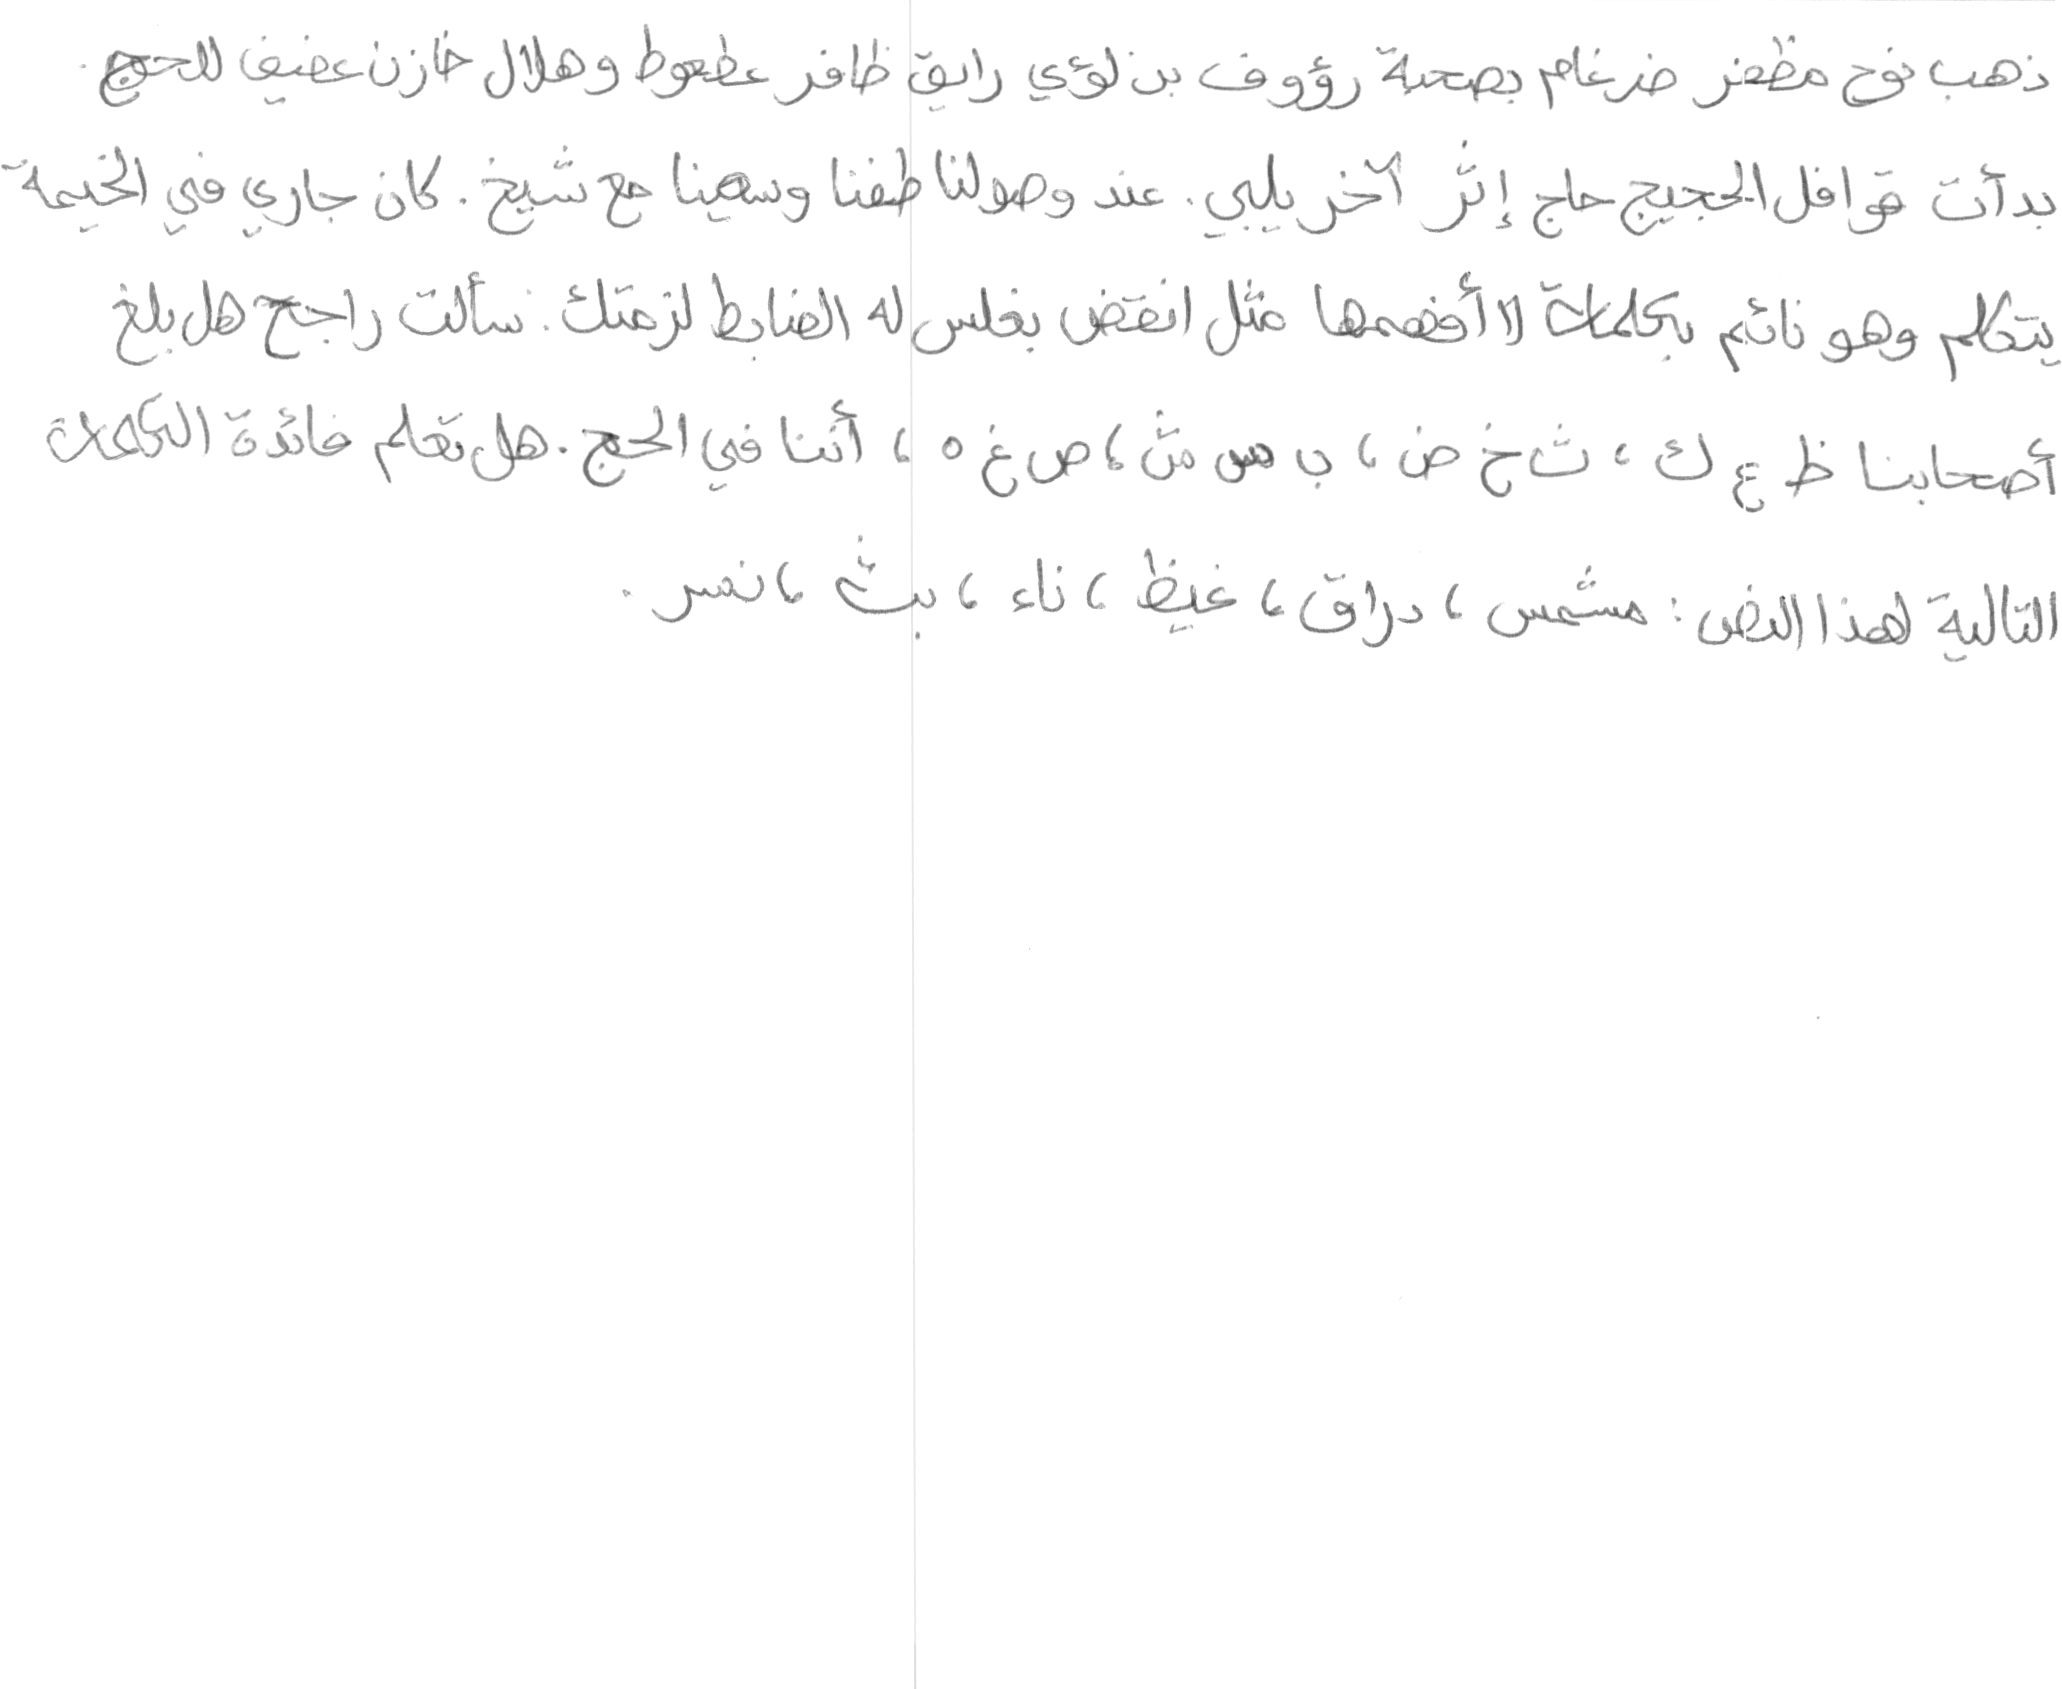 ذهب نوح مظفر ضرغام بصحبة رؤوف بن لؤي رايق ظافر عطعوط وهلال خازن عفيف للحج.
بدأت قوافل الحجيج حاج إثر آخر يلبي. عند وصولنا طفنا وسعينا مع شيخ. كان جاري في الخيمة
يتكلم وهو نائم بكلمات لا أفهمها مثل انقض بغلس له الضابط لزمتك. سألت راجح هل بلغ
أصحابنا ظ ع ك، ث خ ض، ب س ش، ص غ ه، أننا في الحج. هل تعلم فائدة الكلمات
التالية لهذا النص: مشمس، دراق، غيظ، ناء، بث، نسر.